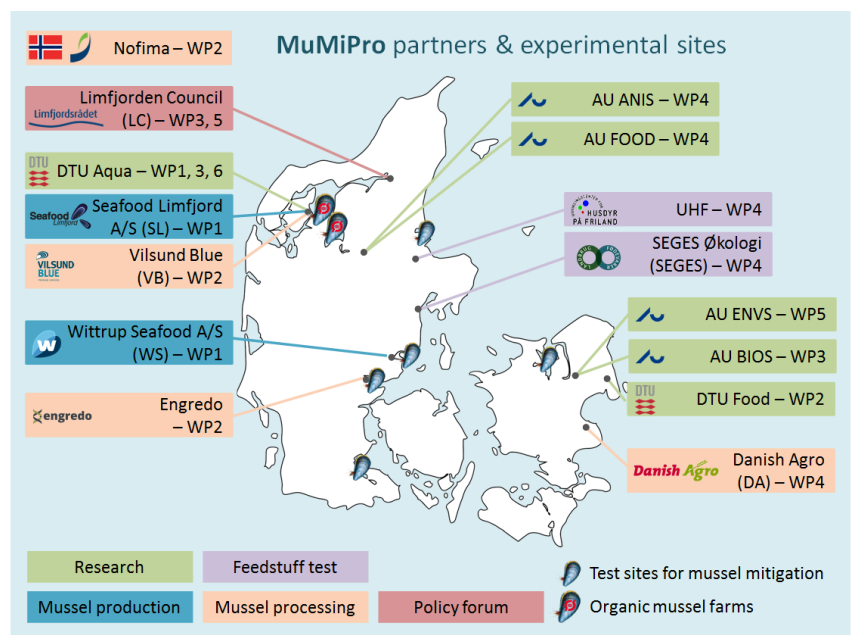 MuMiPro partners & experimental sites
Nofima – WP2
Limfjorden Council
(LC) – WP3, 5
Limfjordsrådet
DTU
DTU Aqua – WP1, 3, 6
Seafood
Limfjord
Seafood Limfjord
A/S (SL) – WP1
VILSUND
BLUE
Vilsund Blue
(VB) – WP2
W
Wittrup Seafood A/S
(WS) – WP1
engredo
Engredo
– WP2
AU ANIS – WP4
AU FOOD – WP4
HUSDYR
PÅ FRILAND
UHF – WP4
SEGES Økologi
(SEGES) – WP4
AU ENVS – WP5
AU BIOS – WP3
DTU
DTU Food – WP2
Danish Agro
Danish Agro
(DA) – WP4
Research
Feedstuff test
Mussel production
Mussel processing
Policy forum
Test sites for mussel mitigation
Organic mussel farms